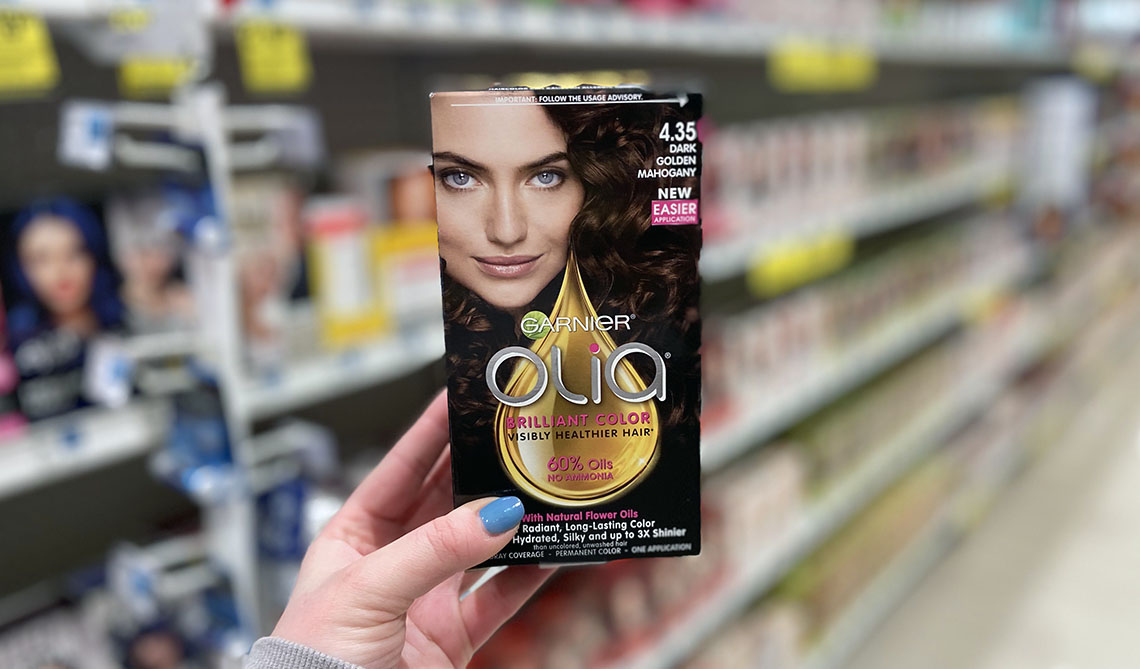 IMPORTANT: FOLLOW THE USAGE ADVISORY.
4.35
DARK
GOLDEN
MAHOGANY
NEW
EASIER
APPLICATION
GARNIER®
OLIA®
BRILLIANT COLOR
VISIBLY HEALTHIER HAIR*
60% Oils
NO AMMONIA
With Natural Flower Oils
Radiant, Long-Lasting Color
Hydrated, Silky and up to 3X Shinier
than uncolored, unwashed hair
COVERAGE - PERMANENT COLOR - ONE APPLICATION